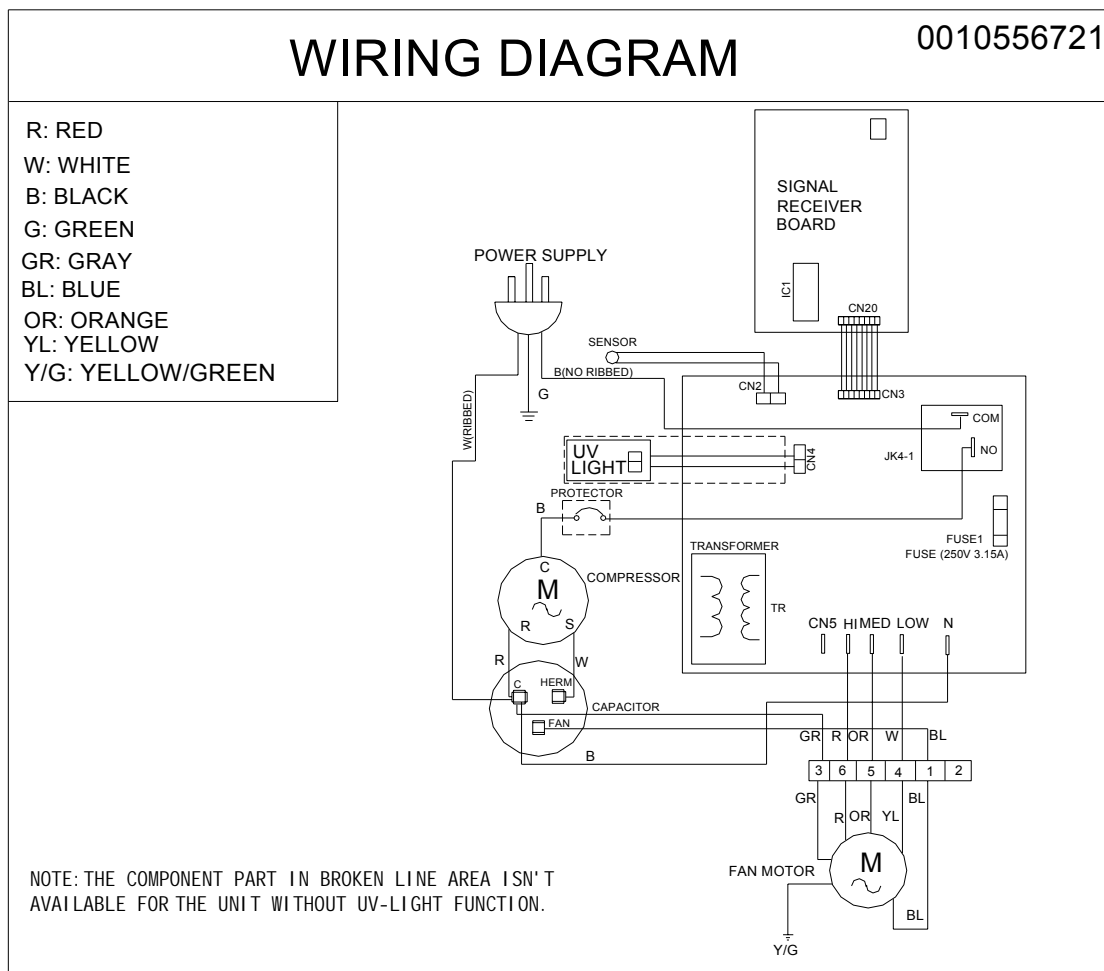 WIRING DIAGRAM
0010556721
R: RED
W: WHITE
B: BLACK
G: GREEN
GR: GRAY
BL: BLUE
OR: ORANGE
YL: YELLOW
Y/G: YELLOW/GREEN
SIGNAL
RECEIVER
BOARD
IC1
CN20
POWER SUPPLY
SENSOR
B(NO RIBBED)
W(RIBBED)
G
CN2
CN3
COM
NO
JK4-1
UV
LIGHT
CN4
PROTECTOR
B
FUSE1
FUSE (250V 3.15A)
TRANSFORMER
TR
C
M
COMPRESSOR
R
S
CN5
HI
MED
LOW
N
R
W
C
HERM
FAN
CAPACITOR
B
GR
R
OR
W
BL
3
6
5
4
1
2
GR
R
OR
YL
BL
FAN MOTOR
M
BL
Y/G
NOTE: THE COMPONENT PART IN BROKEN LINE AREA ISN'T
AVAILABLE FOR THE UNIT WITHOUT UV-LIGHT FUNCTION.